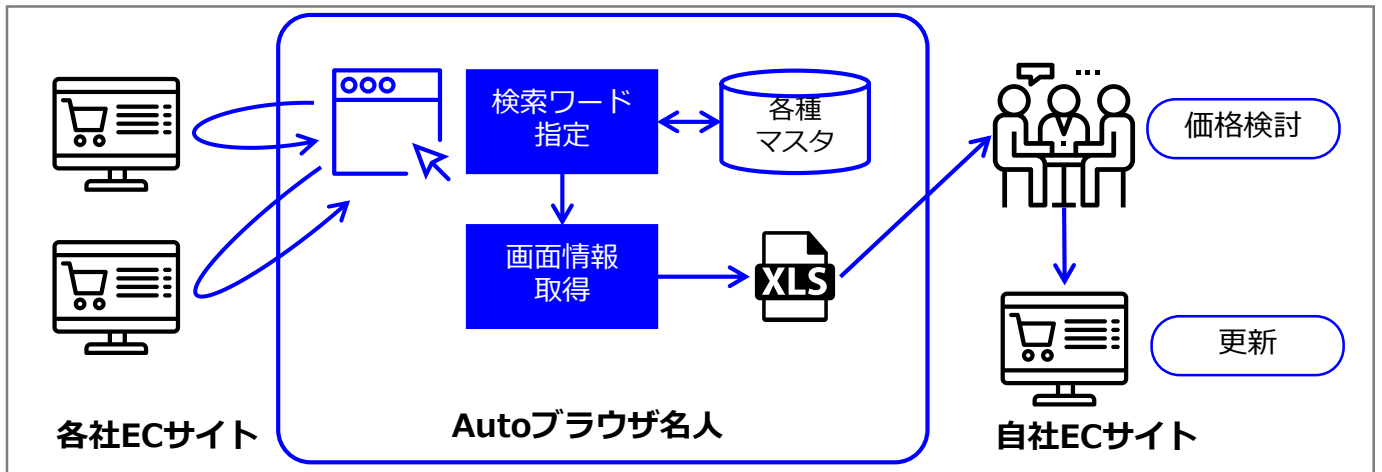 検索ワード
指定
各種
マスタ
画面情報
取得
XLS
価格検討
更新
各社ECサイト
Autoブラウザ名人
自社ECサイト